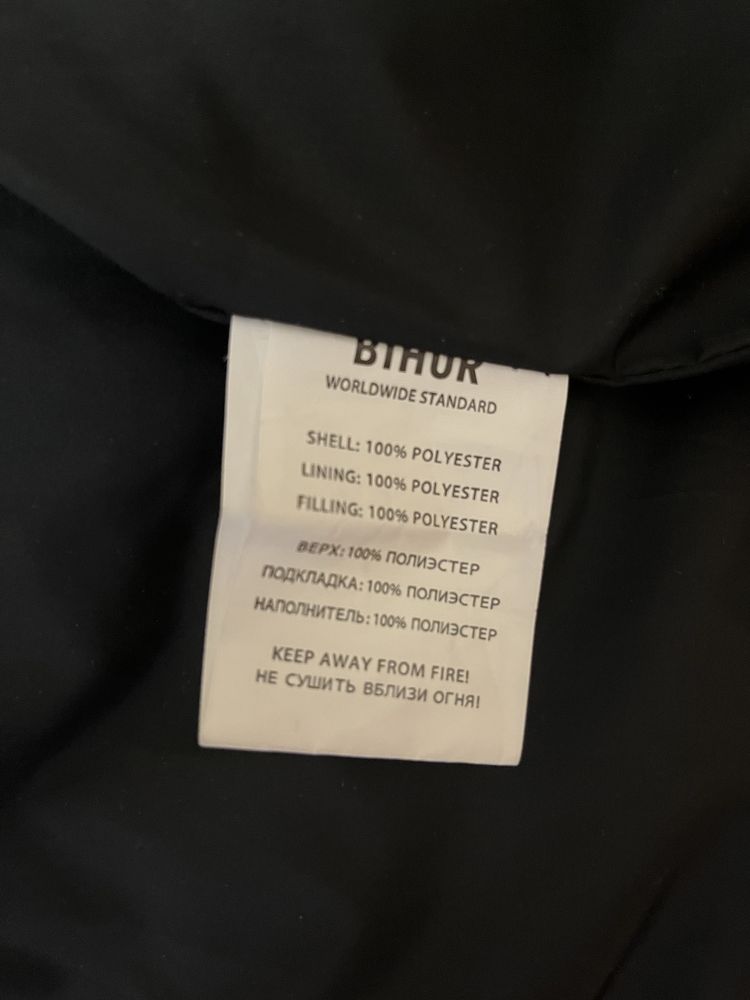 BIHOR
WORLDWIDE STANDARD
SHELL: 100% POLYESTER
LINING: 100% POLYESTER
FILLING: 100% POLYESTER
ВЕРХ: 100% ПОЛИЭСТЕР
ПОДКЛАДКА: 100% ПОЛИЭСТЕР
НАПОЛНИТЕЛЬ: 100% ПОЛИЭСТЕР
KEEP AWAY FROM FIRE!
НЕ СУШИТЬ ВБЛИЗИ ОГНЯ!